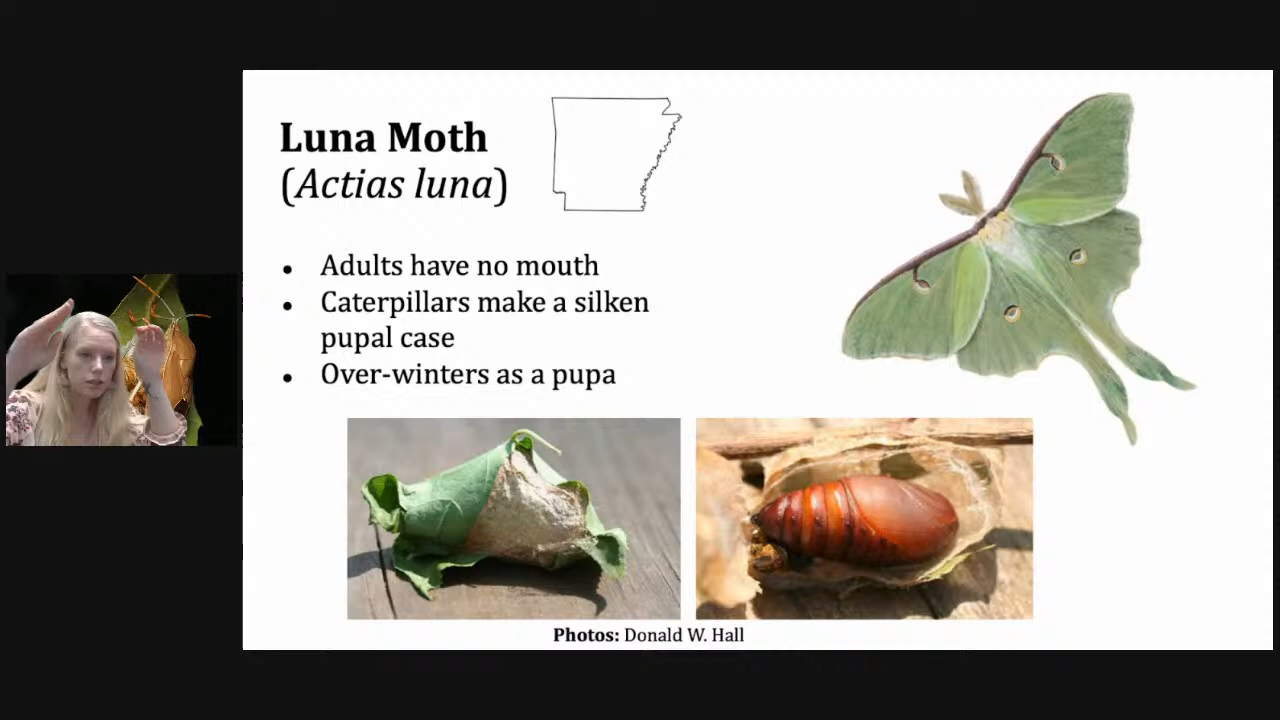 Luna Moth
(Actias luna)
• Adults have no mouth
• Caterpillars make a silken
pupal case
• Over-winters as a pupa
Photos: Donald W. Hall